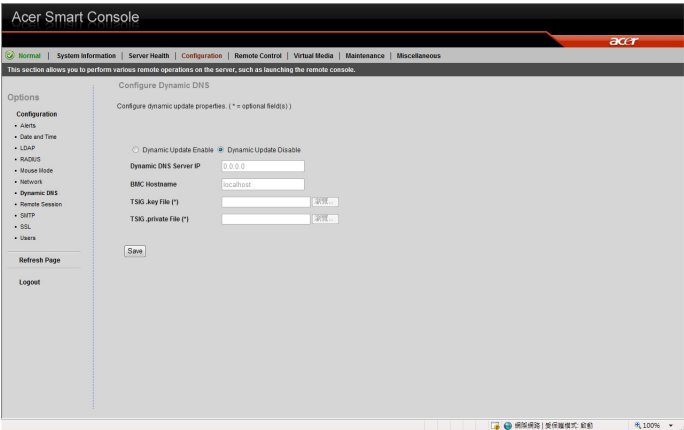 Acer Smart Console
acer
Normal | System Information | Server Health | Configuration | Remote Control | Virtual Media | Maintenance | Miscellaneous
This section allows you to perform various remote operations on the server, such as launching the remote console.
Options
Configuration
• Alerts
• Date and Time
• LDAP
• RADIUS
• Mouse Mode
• Network
• Dynamic DNS
• Remote Session
• SMTP
• SSL
• Users
Refresh Page
Logout
Configure Dynamic DNS
Configure dynamic update properties. ( * = optional field(s) )
Dynamic Update Enable Dynamic Update Disable
Dynamic DNS Server IP 0.0.0.0
BMC Hostname localhost
TSIG .key File (*) 瀏覽...
TSIG .private File (*) 瀏覽...
Save
網際網路 | 受保護模式: 啟動 100%